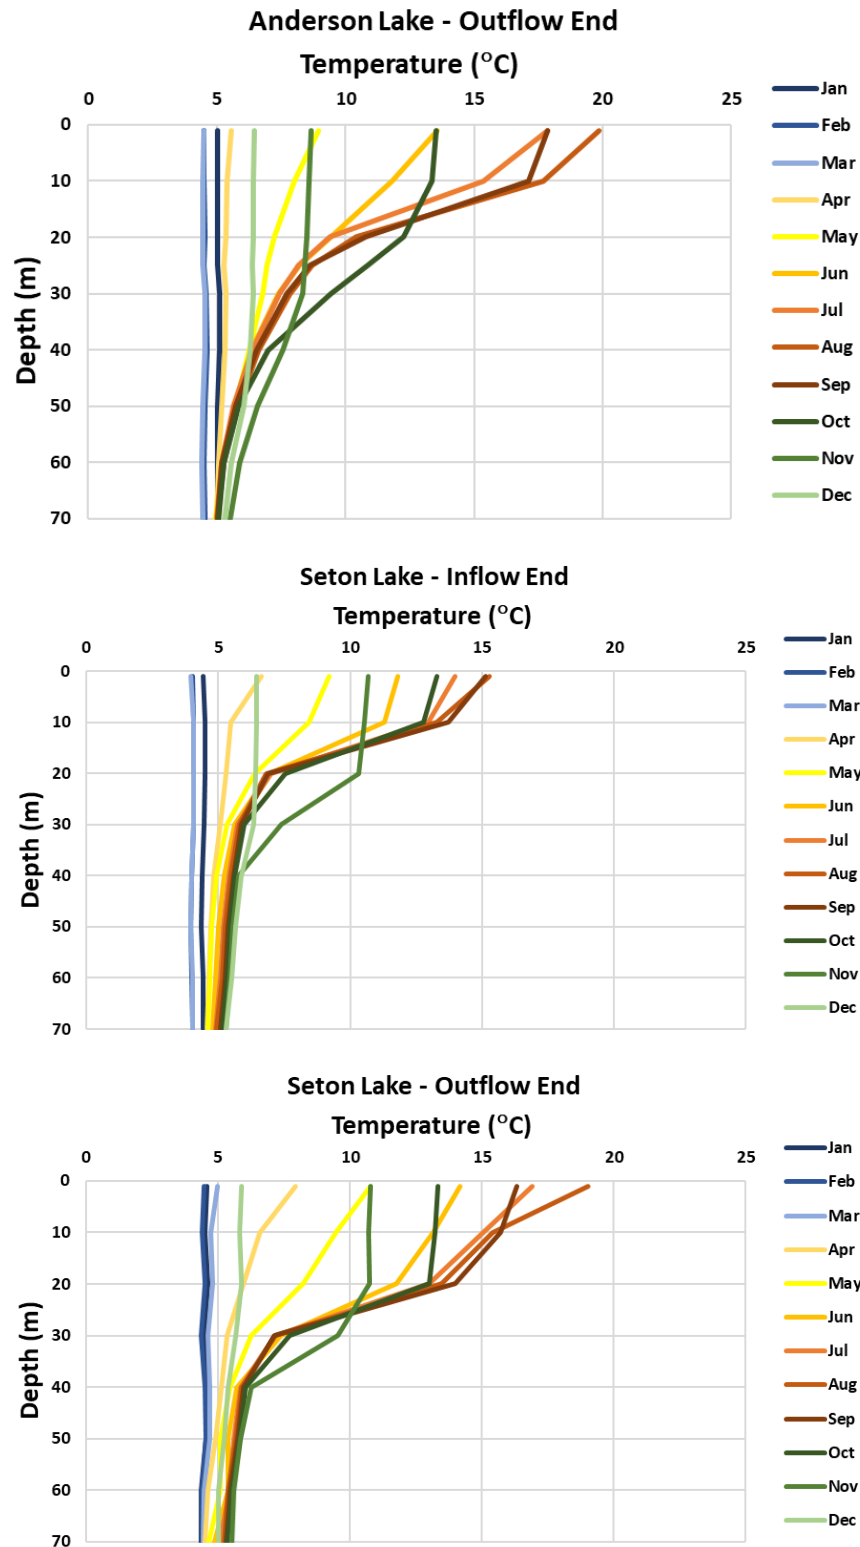 Anderson Lake - Outflow End
Temperature (°C)
0 5 10 15 20 25
Depth (m)
0
10
20
30
40
50
60
70
Jan
Feb
Mar
Apr
May
Jun
Jul
Aug
Sep
Oct
Nov
Dec
Seton Lake - Inflow End
Temperature (°C)
0 5 10 15 20 25
Depth (m)
0
10
20
30
40
50
60
70
Jan
Feb
Mar
Apr
May
Jun
Jul
Aug
Sep
Oct
Nov
Dec
Seton Lake - Outflow End
Temperature (°C)
0 5 10 15 20 25
Depth (m)
0
10
20
30
40
50
60
70
Jan
Feb
Mar
Apr
May
Jun
Jul
Aug
Sep
Oct
Nov
Dec